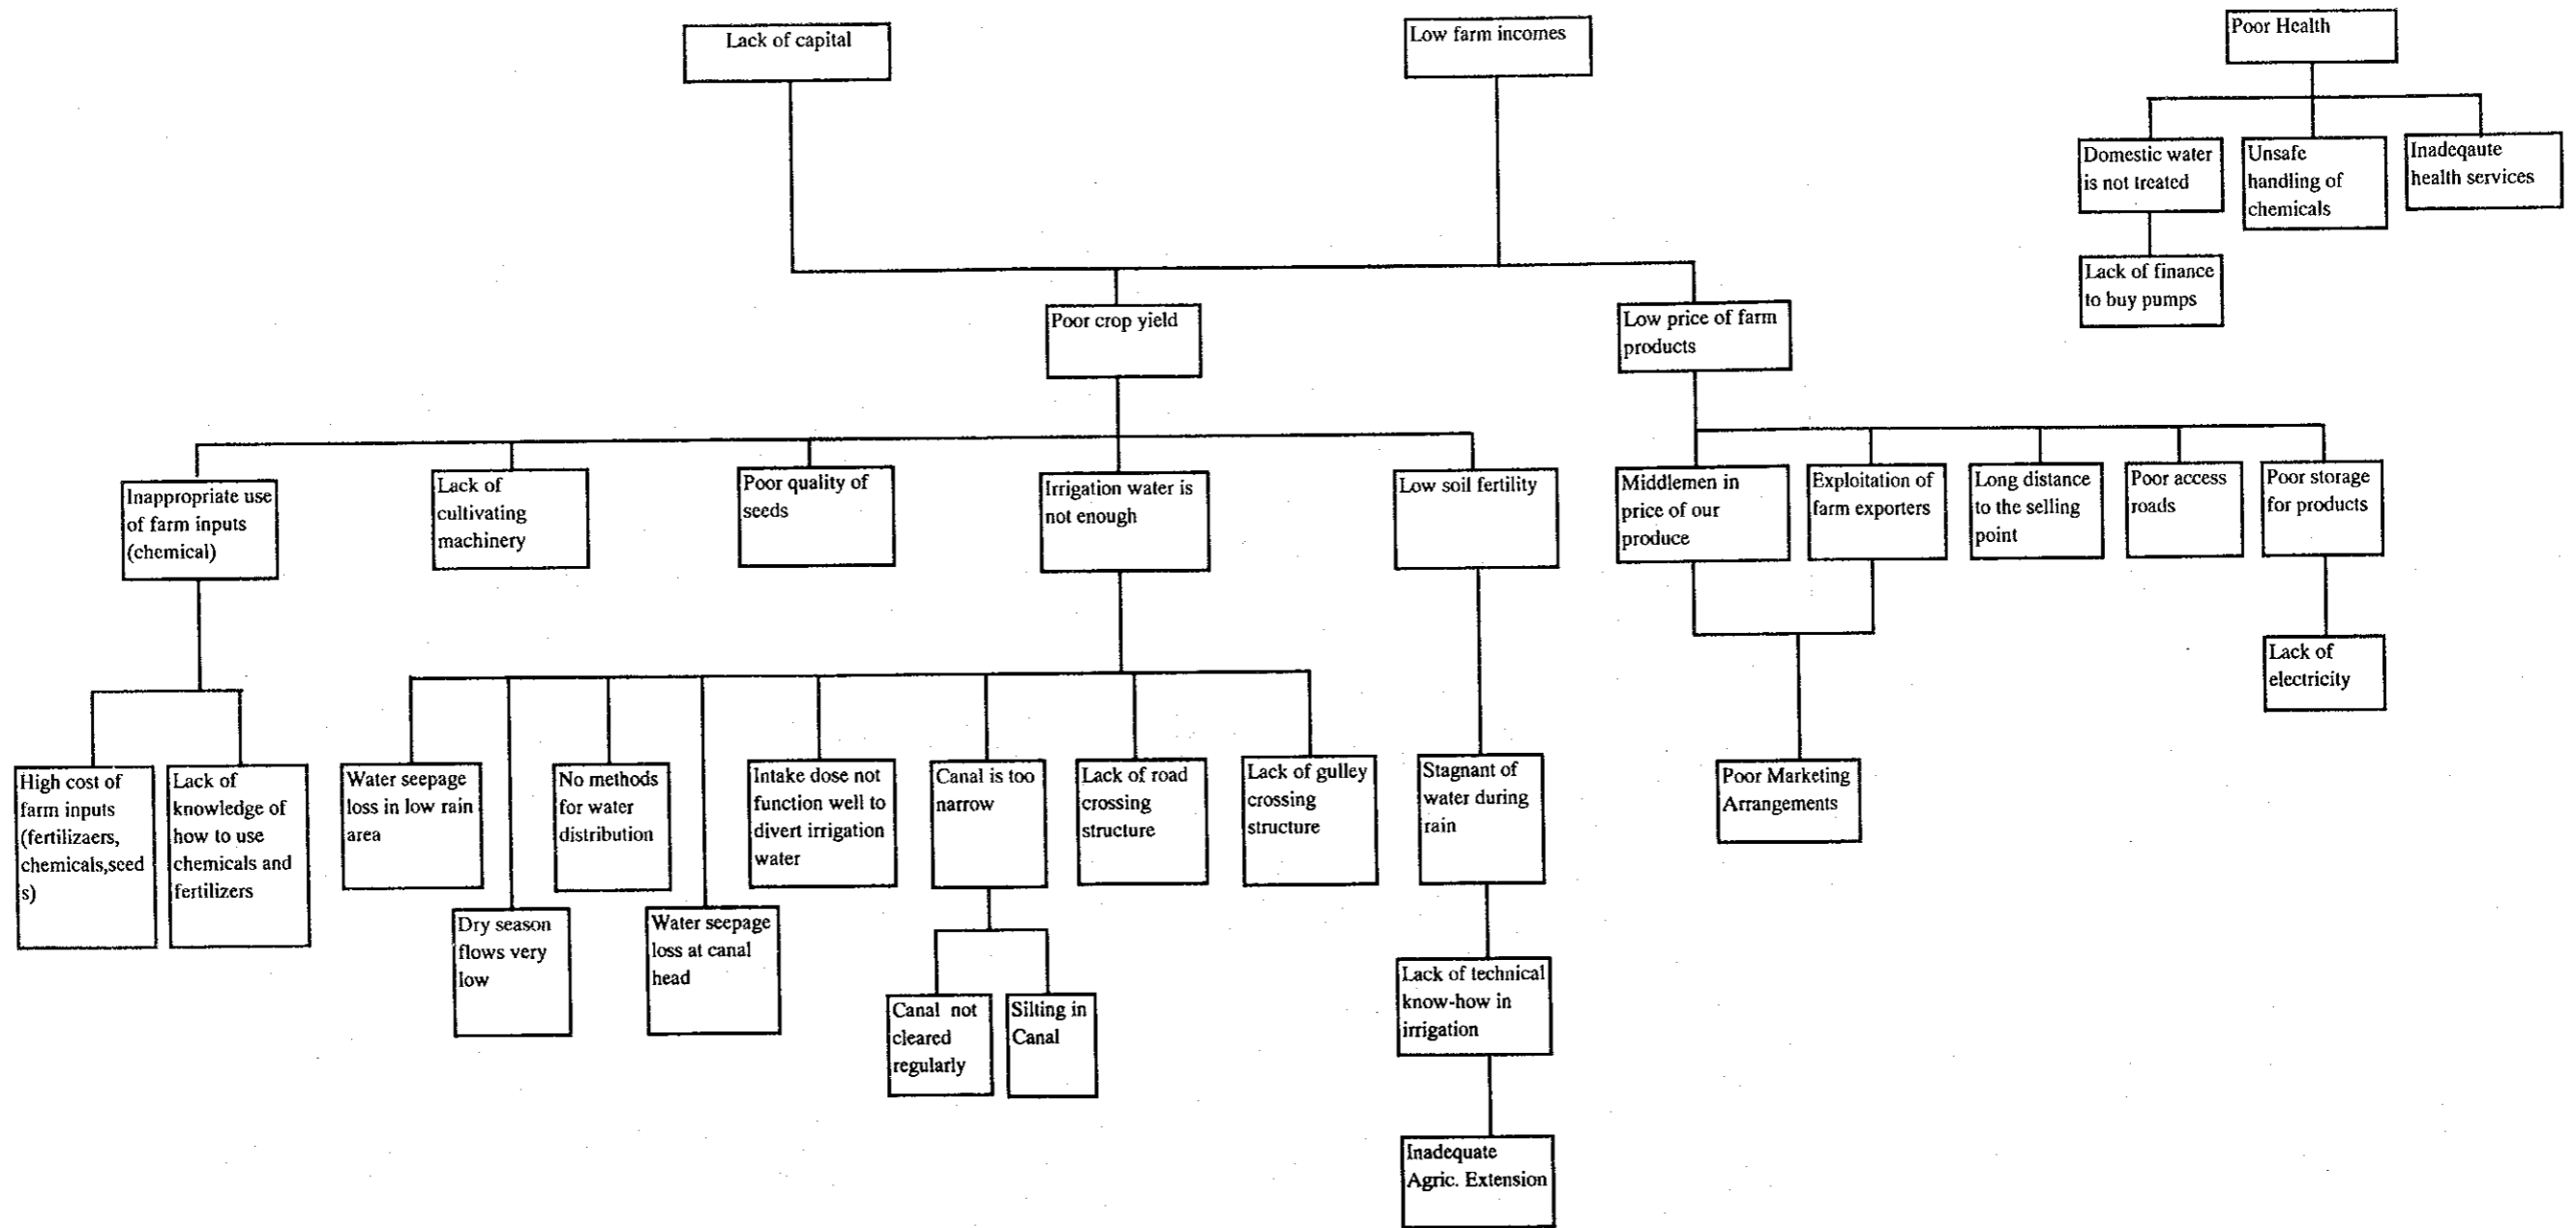 Lack of capital
Low farm incomes
Poor Health
Domestic water
is not treated
Unsafe
handling of
chemicals
Inadeqaute
health services
Lack of finance
to buy pumps
Poor crop yield
Low price of farm
products
Inappropriate use
of farm inputs
(chemical)
Lack of
cultivating
machinery
Poor quality of
seeds
Irrigation water is
not enough
Low soil fertility
Middlemen in
price of our
produce
Exploitation of
farm exporters
Long distance
to the selling
point
Poor access
roads
Poor storage
for products
Lack of
electricity
High cost of
farm inputs
(fertilizaers,
chemicals,seed
s)
Lack of
knowledge of
how to use
chemicals and
fertilizers
Water seepage
loss in low rain
area
Dry season
flows very
low
No methods
for water
distribution
Water seepage
loss at canal
head
Intake dose not
function well to
divert irrigation
water
Canal is too
narrow
Lack of road
crossing
structure
Lack of gulley
crossing
structure
Stagnant of
water during
rain
Poor Marketing
Arrangements
Canal not
cleared
regularly
Silting in
Canal
Lack of technical
know-how in
irrigation
Inadequate
Agric. Extension